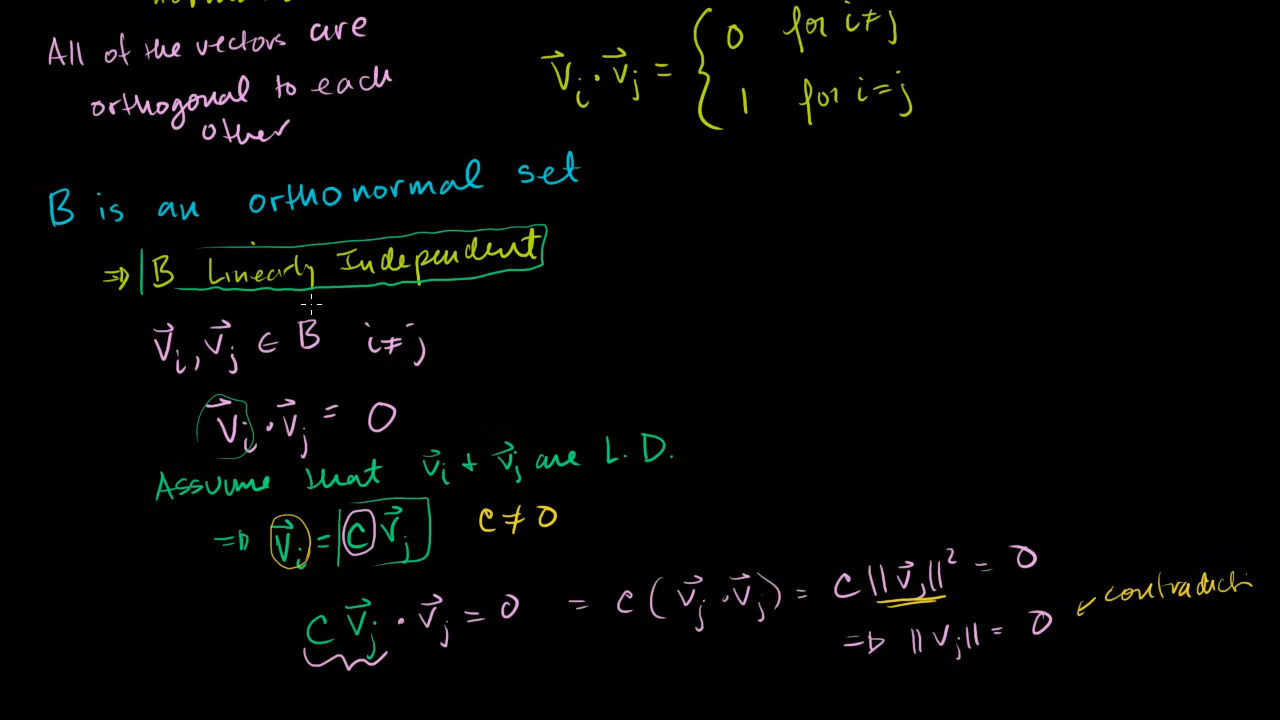 All of the vectors are
orthogonal to each
other
v⃗ᵢ · v⃗ⱼ = { 0 for i≠j
1 for i=j
B is an orthonormal set
⇒ B Linearly Independent
v⃗ᵢ, v⃗ⱼ ∈ B i≠j
v⃗ᵢ · v⃗ⱼ = 0
Assume that v⃗ᵢ + v⃗ⱼ are L.D.
⇒ v⃗ᵢ = c v⃗ⱼ c ≠ 0
c v⃗ⱼ · v⃗ⱼ = 0 = c(v⃗ⱼ · v⃗ⱼ) = c||v⃗ⱼ||² = 0
⇒ ||vⱼ|| = 0 contradicti